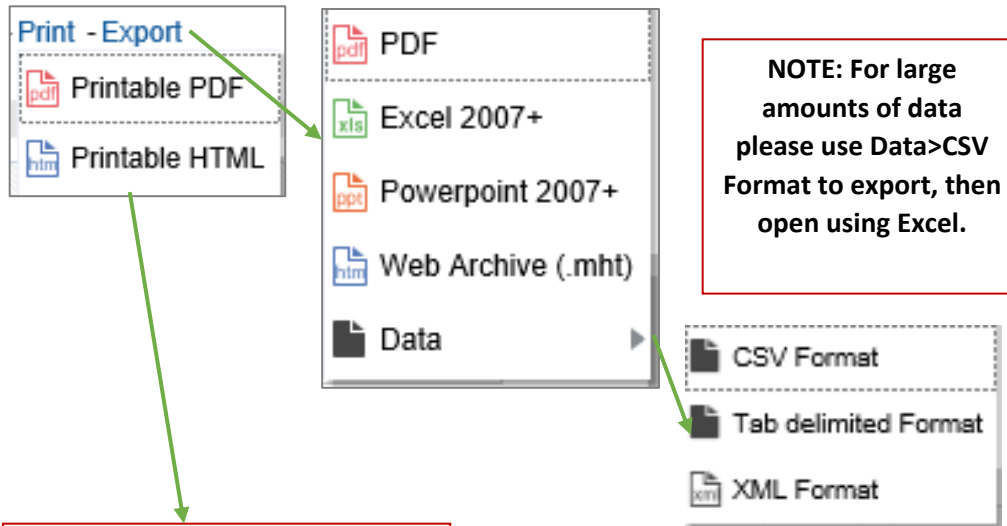 Print - Export
Printable PDF
Printable HTML
PDF
Excel 2007+
Powerpoint 2007+
Web Archive (.mht)
Data
NOTE: For large
amounts of data
please use Data>CSV
Format to export, then
open using Excel.
CSV Format
Tab delimited Format
XML Format